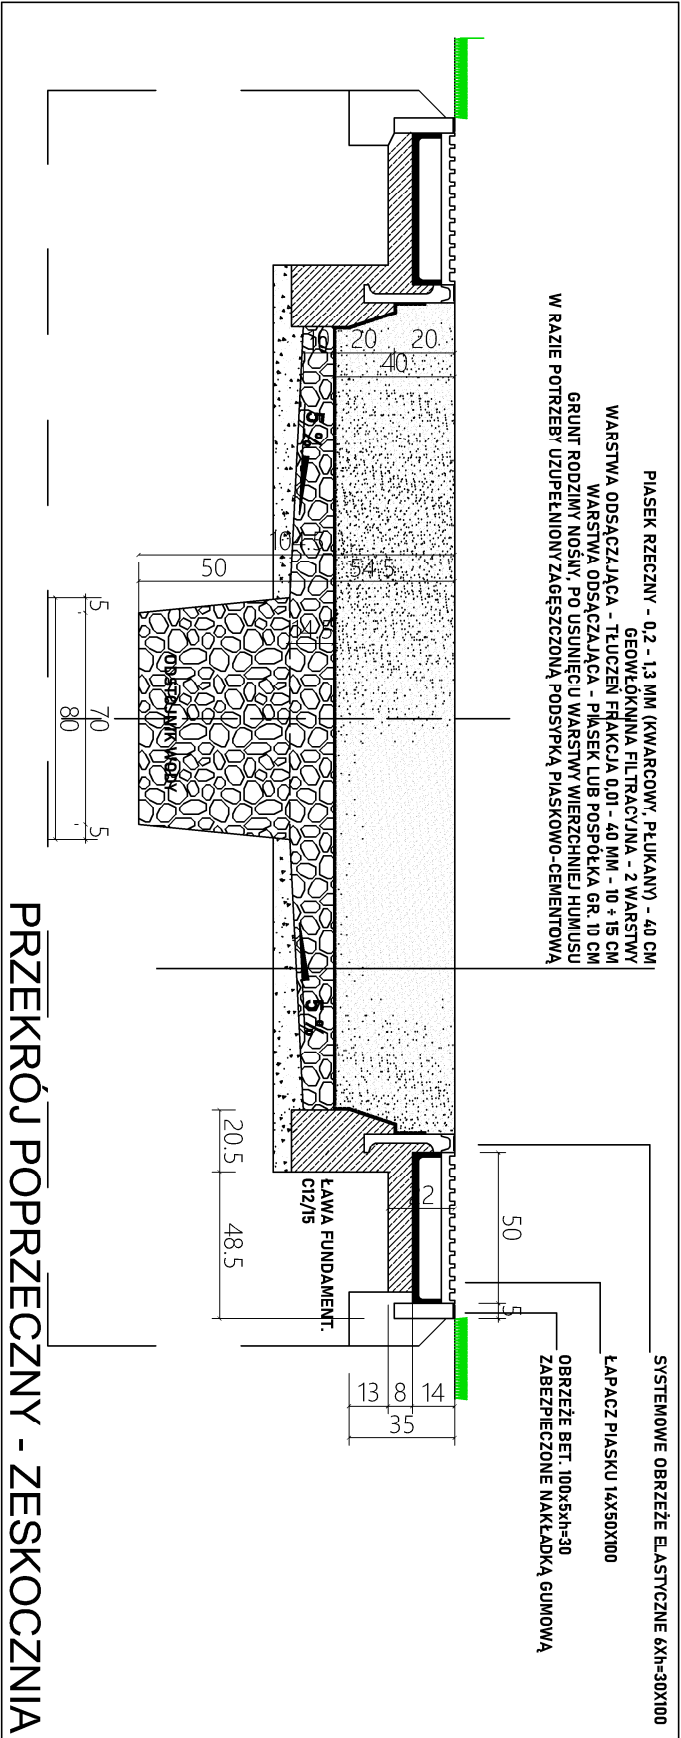 PIASEK RZECZNY - 0,2 - 1,3 MM (KWARCOWY, PŁUKANY) - 40 CM
GEOWŁÓKNINA FILTRACYJNA - 2 WARSTWY
WARSTWA ODSĄCZAJĄCA - TŁUCZEŃ FRAKCJA 0,01 - 40 MM - 10 ÷ 15 CM
WARSTWA ODSĄCZAJĄCA - PIASEK LUB POSPÓŁKA GR. 10 CM
GRUNT RODZIMY NOŚNY, PO USUNIĘCU WARSTWY WIERZCHNIEJ HUMUSU
W RAZIE POTRZEBY UZUPEŁNIONY ZAGĘSZCZONĄ PODSYPKĄ PIASKOWO-CEMENTOWĄ
SYSTEMOWE OBRZEŻE ELASTYCZNE 6Xh=30X100
ŁAPACZ PIASKU 14X50X100
OBRZEŻE BET. 100x5xh=30
ZABEZPIECZONE NAKŁADKĄ GUMOWĄ
50
5
20
20
10
40
5%
54.5
50
5%
ODSTOJNIK WODY
5
70
5
80
ŁAWA FUNDAMENT.
C12/15
20.5
48.5
14
8
13
35
PRZEKRÓJ POPRZECZNY - ZESKOCZNIA